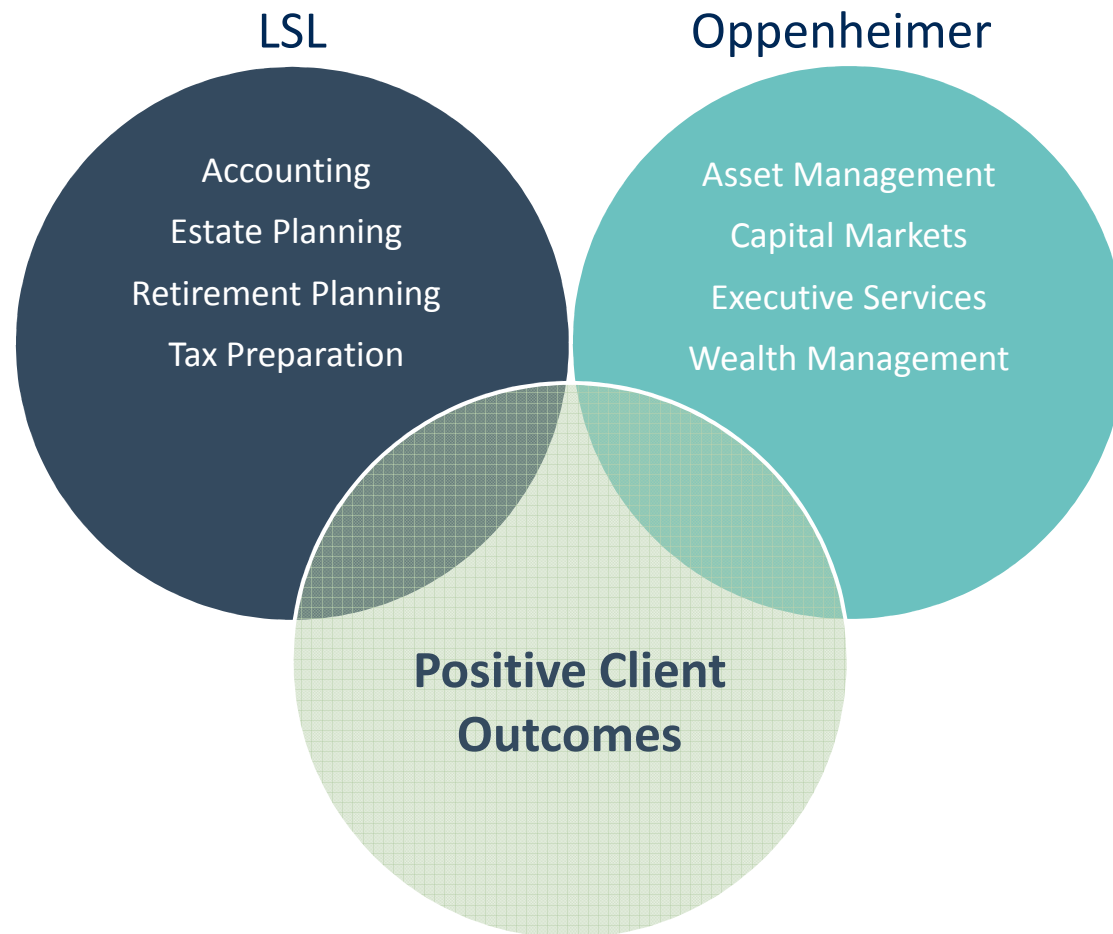 LSL
Accounting
Estate Planning
Retirement Planning
Tax Preparation
Oppenheimer
Asset Management
Capital Markets
Executive Services
Wealth Management
Positive Client
Outcomes